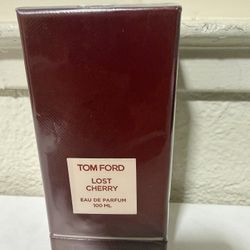 TOM FORD
LOST
CHERRY
EAU DE PARFUM
100 ML